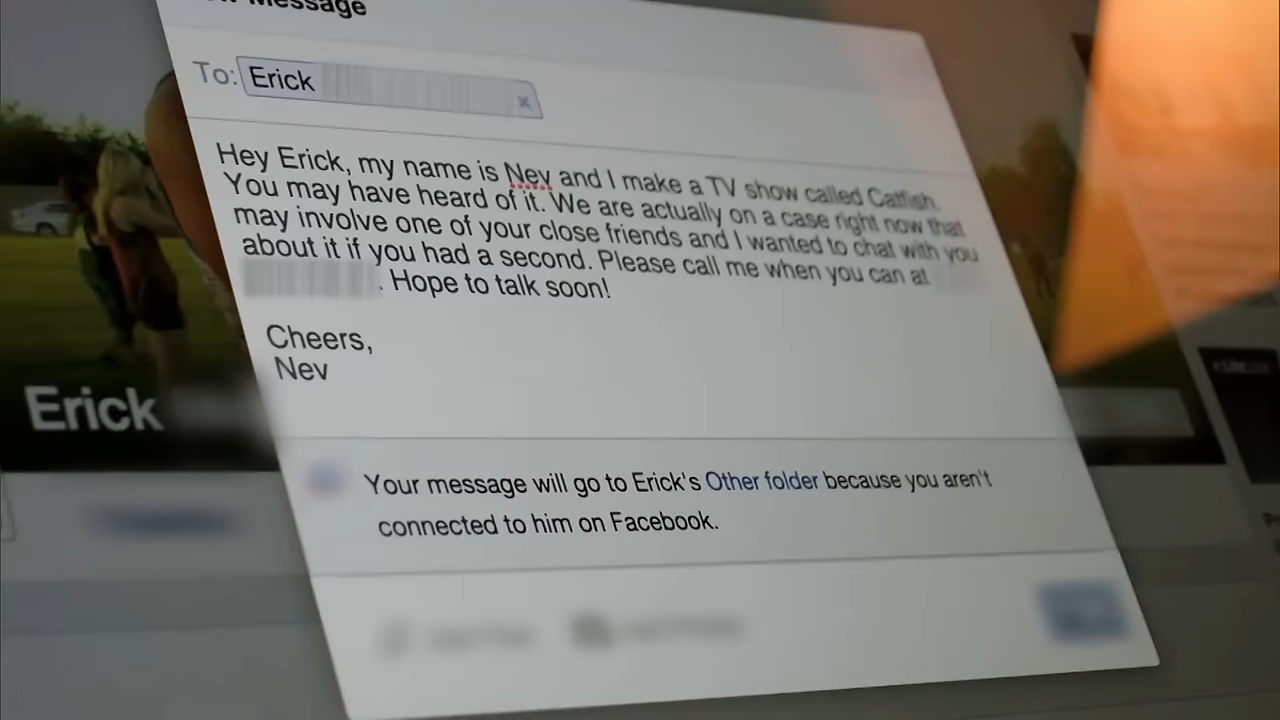 New Message
To: Erick
Hey Erick, my name is Nev and I make a TV show called Catfish.
You may have heard of it. We are actually on a case right now that
may involve one of your close friends and I wanted to chat with you
about it if you had a second. Please call me when you can at
. Hope to talk soon!
Cheers,
Nev
Erick
Your message will go to Erick's Other folder because you aren't
connected to him on Facebook.